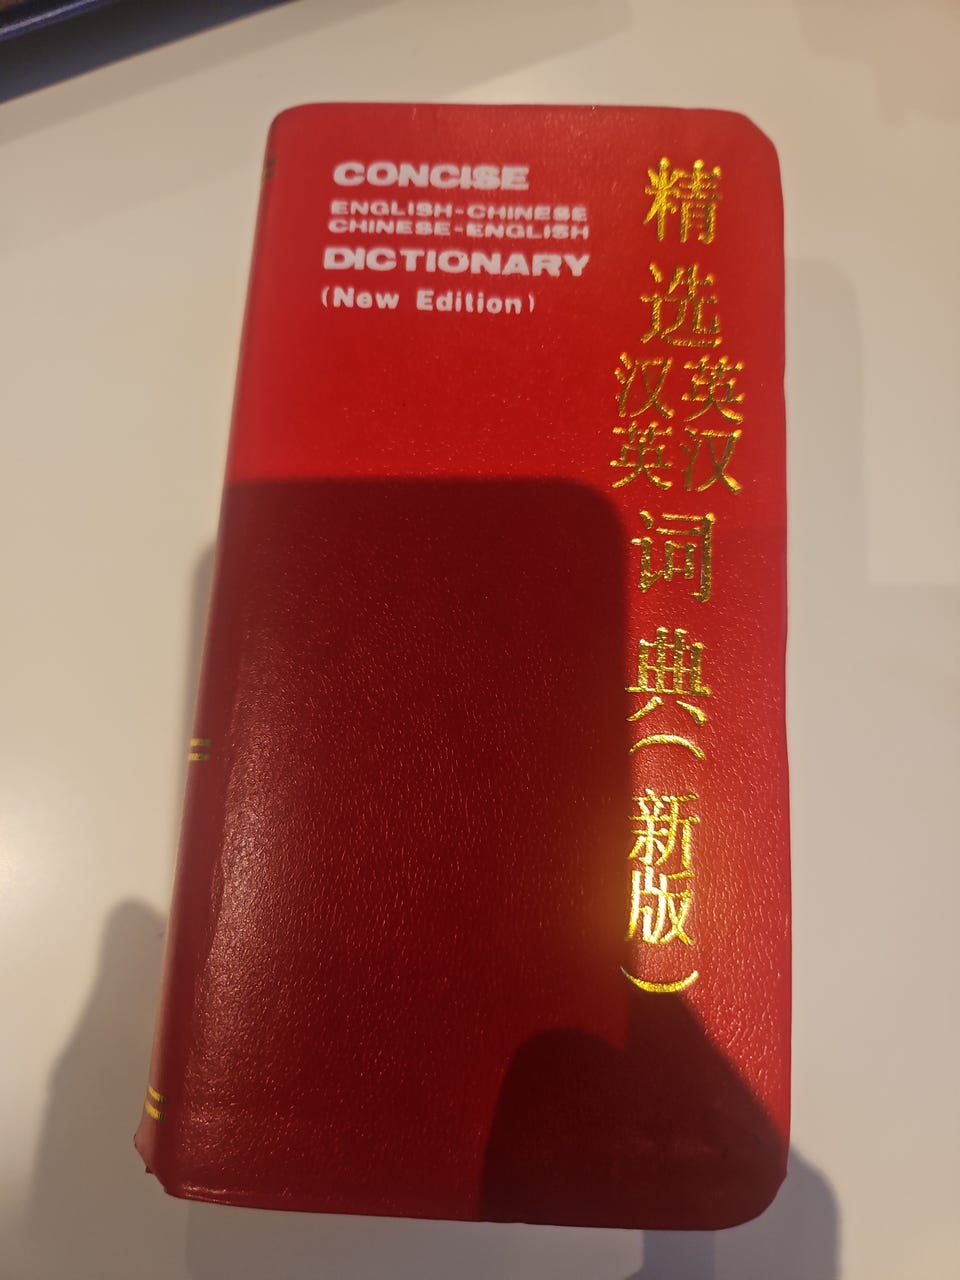 CONCISE
ENGLISH-CHINESE
CHINESE-ENGLISH
DICTIONARY
(New Edition)
精选
英汉
汉英
词典(新版)